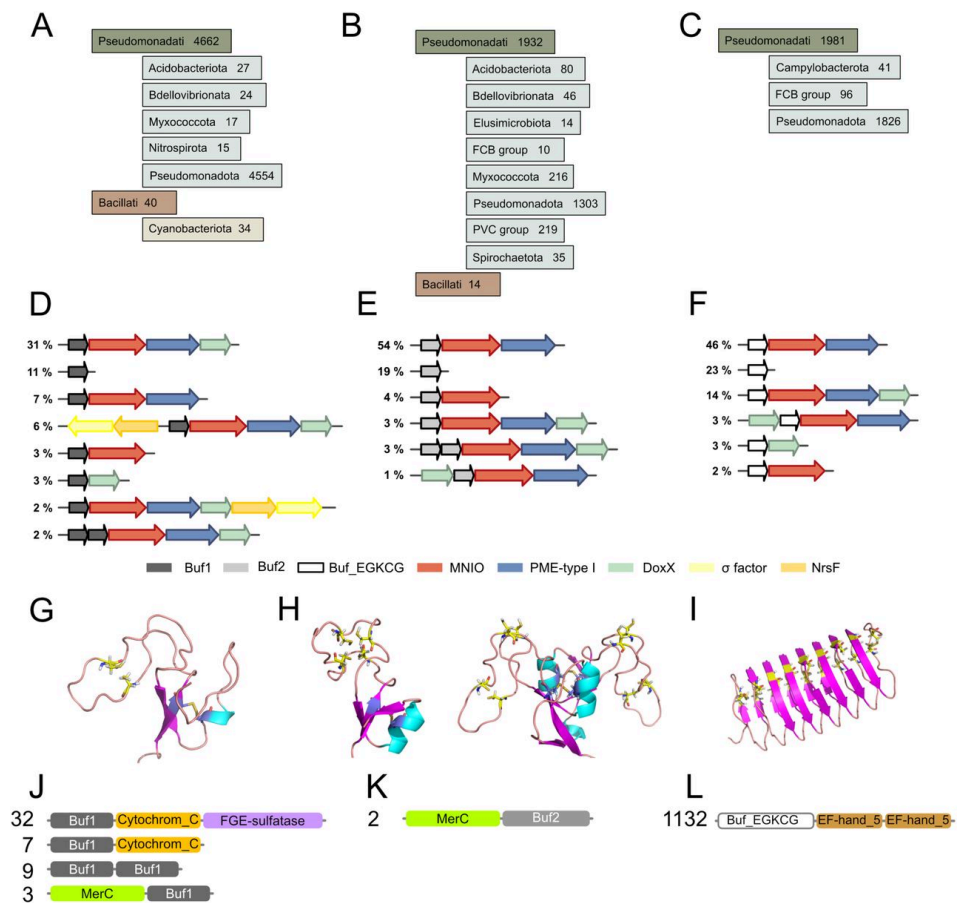 A
Pseudomonadati 4662
Acidobacteriota 27
Bdellovibrionata 24
Myxococcota 17
Nitrospirota 15
Pseudomonadota 4554
Bacillati 40
Cyanobacteriota 34
B
Pseudomonadati 1932
Acidobacteriota 80
Bdellovibrionata 46
Elusimicrobiota 14
FCB group 10
Myxococcota 216
Pseudomonadota 1303
PVC group 219
Spirochaetota 35
Bacillati 14
C
Pseudomonadati 1981
Campylobacterota 41
FCB group 96
Pseudomonadota 1826
D
31 %
11 %
7 %
6 %
3 %
3 %
2 %
2 %
E
54 %
19 %
4 %
3 %
3 %
1 %
F
46 %
23 %
14 %
3 %
3 %
2 %
Buf1 Buf2 Buf_EGKCG MNIO PME-type I DoxX σ factor NrsF
G
H
I
J
32 Buf1 Cytochrom_C FGE-sulfatase
7 Buf1 Cytochrom_C
9 Buf1 Buf1
3 MerC Buf1
K
2 MerC Buf2
L
1132 Buf_EGKCG EF-hand_5 EF-hand_5